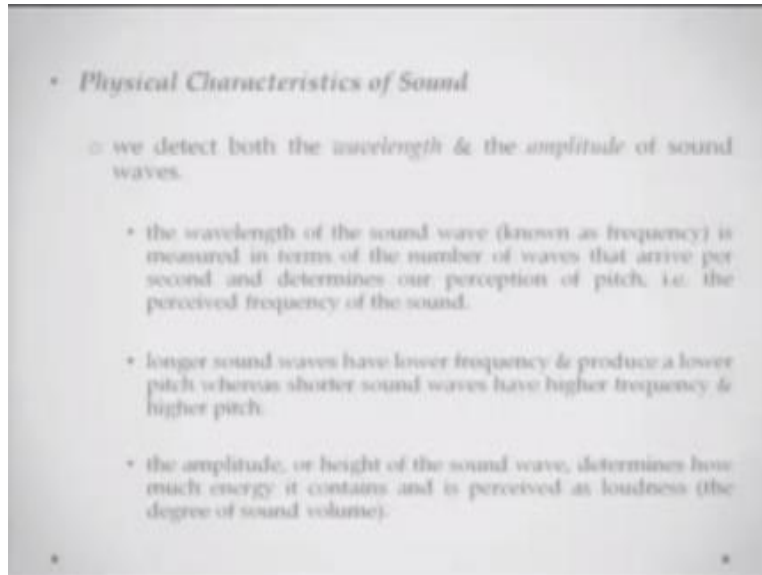 • Physical Characteristics of Sound
o we detect both the wavelength & the amplitude of sound
waves.
• the wavelength of the sound wave (known as frequency) is
measured in terms of the number of waves that arrive per
second and determines our perception of pitch, i.e. the
perceived frequency of the sound.
• longer sound waves have lower frequency & produce a lower
pitch whereas shorter sound waves have higher frequency &
higher pitch.
• the amplitude, or height of the sound wave, determines how
much energy it contains and is perceived as loudness (the
degree of sound volume).